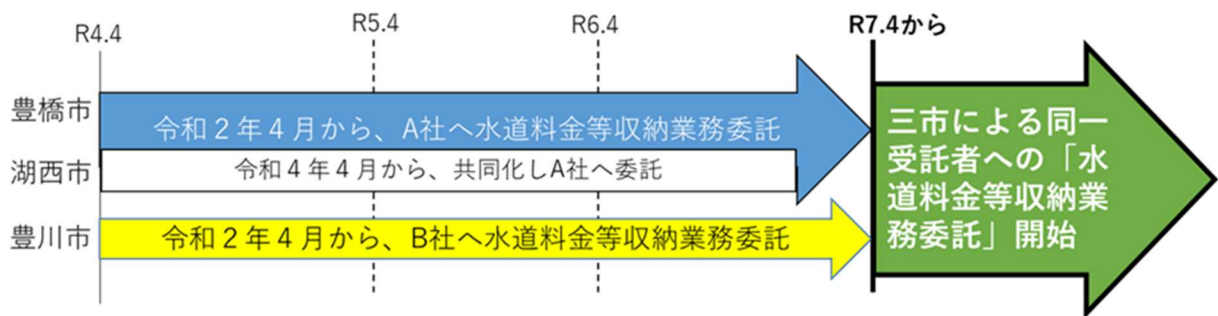 R4.4
R5.4
R6.4
R7.4から
豊橋市
令和2年4月から、A社へ水道料金等収納業務委託
湖西市
令和4年4月から、共同化しA社へ委託
豊川市
令和2年4月から、B社へ水道料金等収納業務委託
三市による同一
受託者への「水
道料金等収納業
務委託」開始